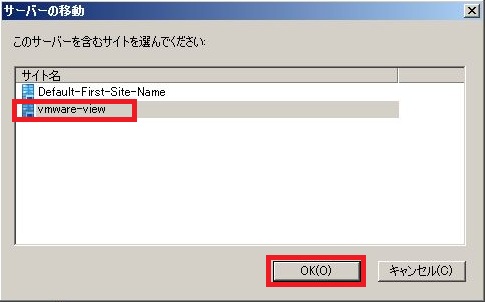 サーバーの移動
このサーバーを含むサイトを選んでください:
サイト名
Default-First-Site-Name
vmware-view
OK(O)
キャンセル(C)